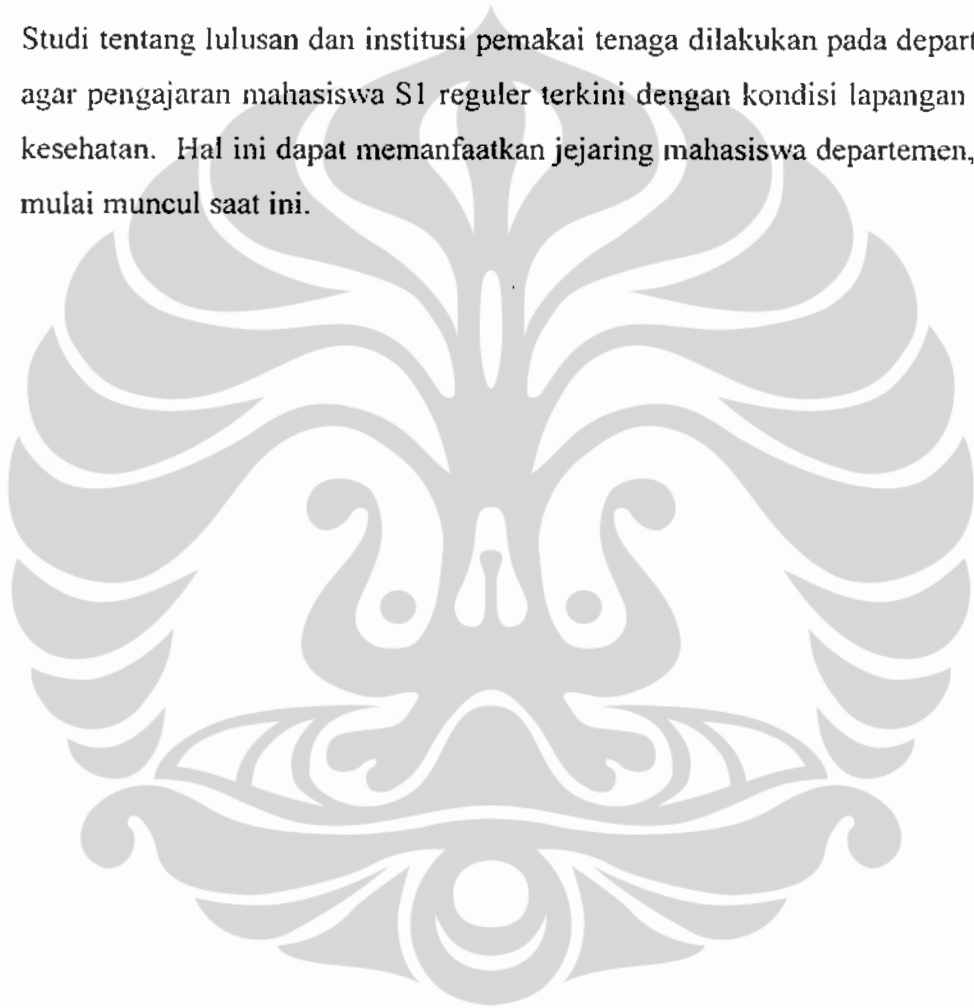 Studi tentang lulusan dan institusi pemakai tenaga dilakukan pada
agar pengajaran mahasiswa S1 reguler terkini dengan kondisi lapangan
kesehatan. Hal ini dapat memanfaatkan jejaring mahasiswa departemen,
mulai muncul saat ini.